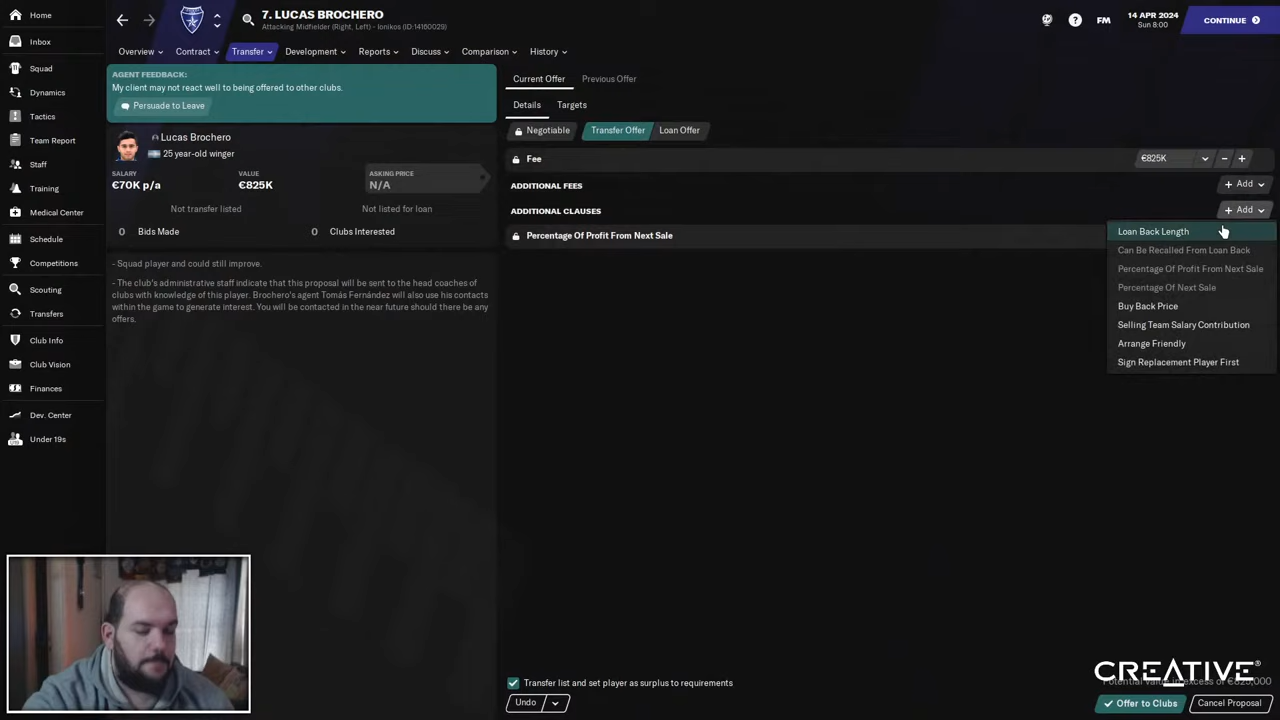 Home
Inbox
Squad
Dynamics
Tactics
Team Report
Staff
Training
Medical Center
Schedule
Competitions
Scouting
Transfers
Club Info
Club Vision
Finances
Dev. Center
Under 19s
7. LUCAS BROCHERO
Attacking Midfielder (Right, Left) - Ionikos (ID:14160029)
FM
14 APR 2024
Sun 8:00
CONTINUE
Overview
Contract
Transfer
Development
Reports
Discuss
Comparison
History
AGENT FEEDBACK:
My client may not react well to being offered to other clubs.
Persuade to Leave
Lucas Brochero
25 year-old winger
SALARY
€70K p/a
VALUE
€825K
ASKING PRICE
N/A
Not transfer listed
Not listed for loan
0 Bids Made
0 Clubs Interested
- Squad player and could still improve.
- The club's administrative staff indicate that this proposal will be sent to the head coaches of
clubs with knowledge of this player. Brochero's agent Tomás Fernández will also use his contacts
within the game to generate interest. You will be contacted in the near future should there be any
offers.
Current Offer
Previous Offer
Details
Targets
Negotiable
Transfer Offer
Loan Offer
Fee
€825K
ADDITIONAL FEES
+ Add
ADDITIONAL CLAUSES
+ Add
Percentage Of Profit From Next Sale
Loan Back Length
Can Be Recalled From Loan Back
Percentage Of Profit From Next Sale
Percentage Of Next Sale
Buy Back Price
Selling Team Salary Contribution
Arrange Friendly
Sign Replacement Player First
CREATIVE®
Potential value in excess of €825,000
Transfer list and set player as surplus to requirements
Undo
Offer to Clubs
Cancel Proposal